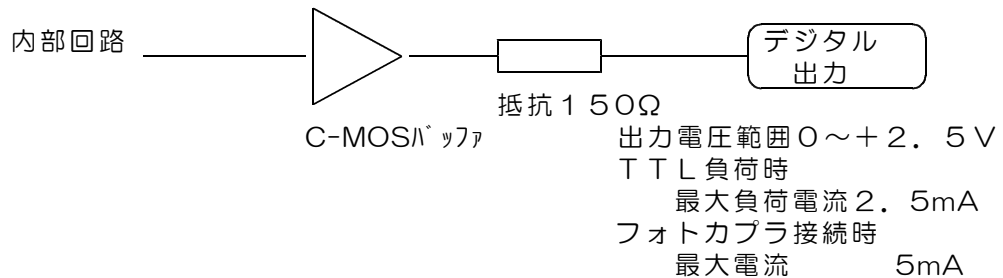 内部回路
デジタル
出力
抵抗１５０Ω
C-MOSﾊﾞｯﾌｧ
出力電圧範囲０～＋２．５Ｖ
ＴＴＬ負荷時
最大負荷電流２．５mA
フォトカプラ接続時
最大電流 5mA